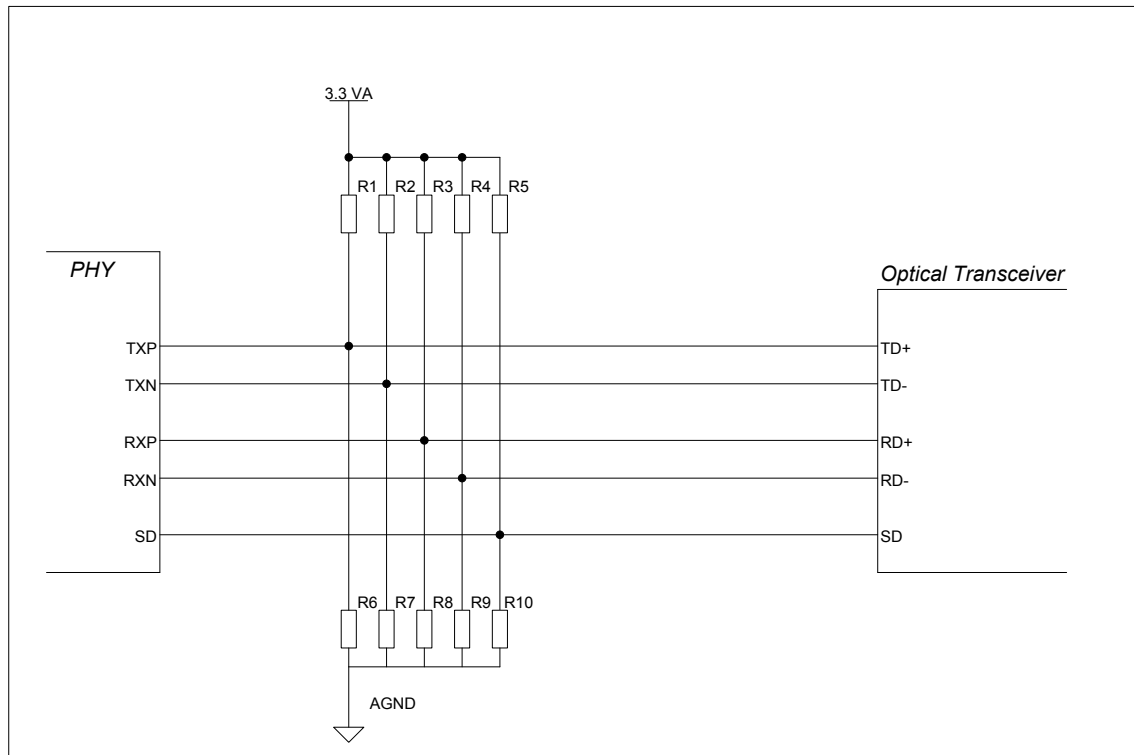 3.3 VA
R1 R2 R3 R4 R5
PHY
Optical Transceiver
TXP TD+
TXN TD-
RXP RD+
RXN RD-
SD SD
R6 R7 R8 R9 R10
AGND